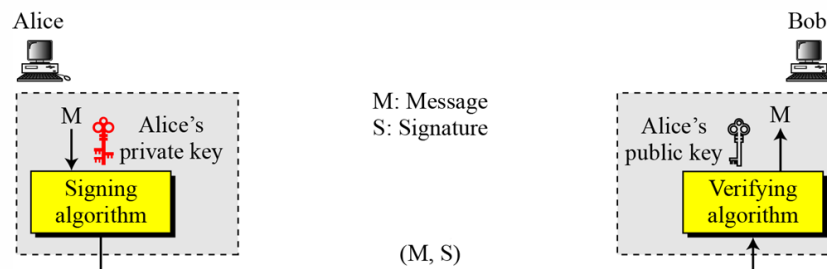 Alice
Bob
M
Alice's
private key
Signing
algorithm
M: Message
S: Signature
(M, S)
Alice's
public key
M
Verifying
algorithm